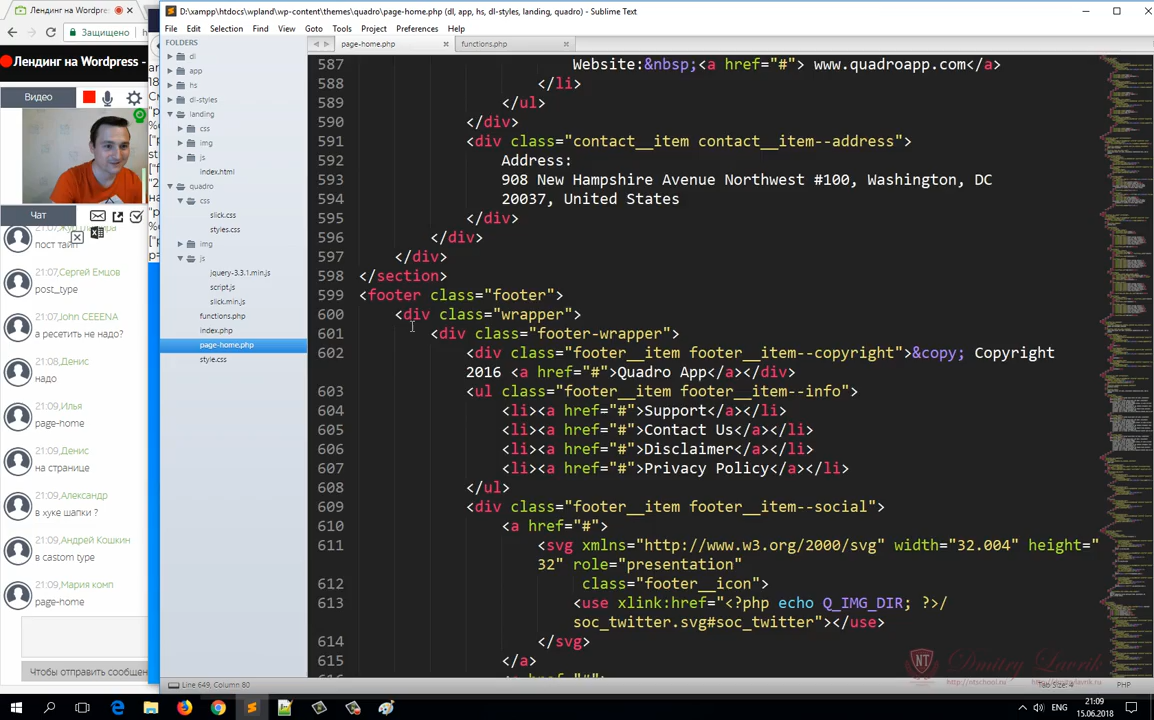 Лендинг на Wordpress
Защищено
Лендинг на Wordpress -
Видео
Чат
пост тайп
21:07,Сергей Емцов
post_type
21:07,John CEEENA
а ресетить не надо?
21:08,Денис
надо
21:09,Илья
page-home
21:09,Денис
на странице
21:09,Александр
в хуке шапки ?
21:09,Андрей Кошкин
в castom type
21:09,Мария комп
page-home
Чтобы отправить сообщен
D:\xampp\htdocs\wpland\wp-content\themes\quadro\page-home.php (dl, app, hs, dl-styles, landing, quadro) - Sublime Text
File Edit Selection Find View Goto Tools Project Preferences Help
FOLDERS
dl
app
hs
dl-styles
landing
css
img
js
index.html
quadro
css
slick.css
styles.css
img
js
jquery-3.3.1.min.js
script.js
slick.min.js
functions.php
index.php
page-home.php
style.css
page-home.php
functions.php
587 Website:&nbsp;<a href="#"> www.quadroapp.com</a>
588 </li>
589 </ul>
590 </div>
591 <div class="contact__item contact__item--address">
592 Address:
593 908 New Hampshire Avenue Northwest #100, Washington, DC
594 20037, United States
595 </div>
596 </div>
597 </div>
598 </section>
599 <footer class="footer">
600 <div class="wrapper">
601 <div class="footer-wrapper">
602 <div class="footer__item footer__item--copyright">&copy; Copyright
2016 <a href="#">Quadro App</a></div>
603 <ul class="footer__item footer__item--info">
604 <li><a href="#">Support</a></li>
605 <li><a href="#">Contact Us</a></li>
606 <li><a href="#">Disclaimer</a></li>
607 <li><a href="#">Privacy Policy</a></li>
608 </ul>
609 <div class="footer__item footer__item--social">
610 <a href="#">
611 <svg xmlns="http://www.w3.org/2000/svg" width="32.004" height="
32" role="presentation"
612 class="footer__icon">
613 <use xlink:href="<?php echo Q_IMG_DIR; ?>/
soc_twitter.svg#soc_twitter"></use>
614 </svg>
615 </a>
Line 649, Column 80
Tab Size: 4
PHP
NT
Dmitry Lavrik
ENG
21:09
15.06.2018